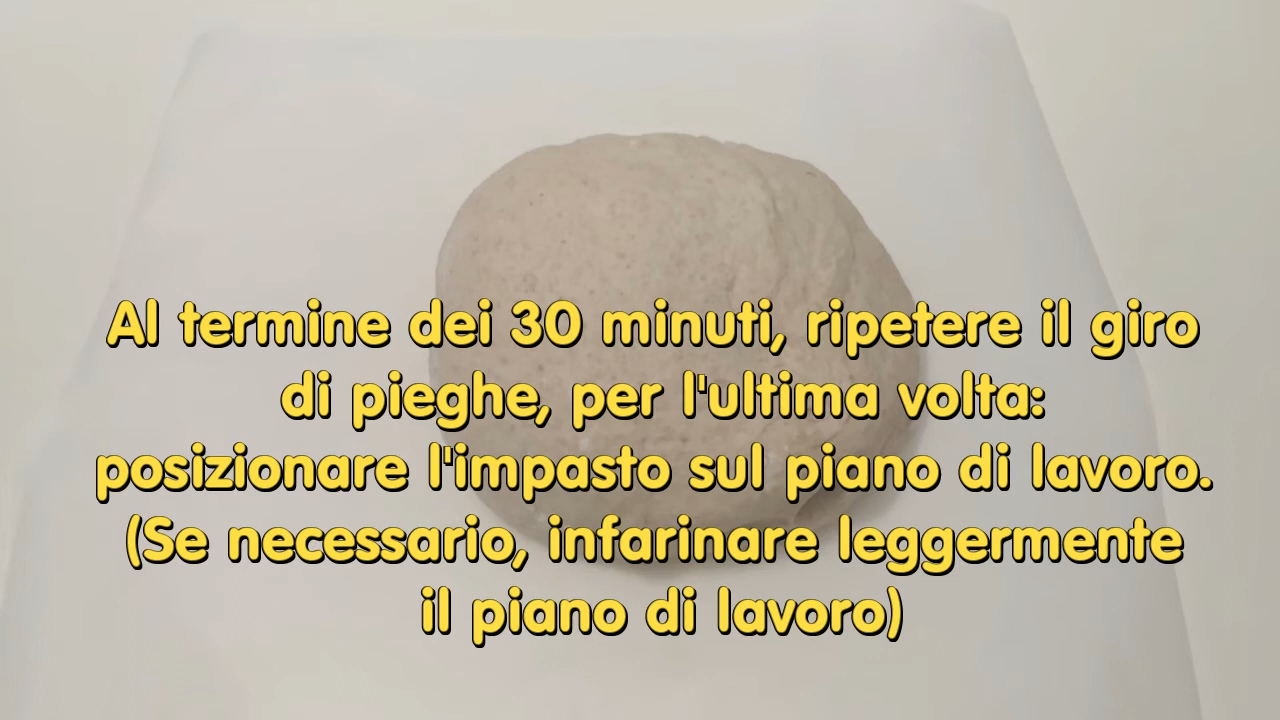 Al termine dei 30 minuti, ripetere il giro
di pieghe, per l'ultima volta:
posizionare l'impasto sul piano di lavoro.
(Se necessario, infarinare leggermente
il piano di lavoro)